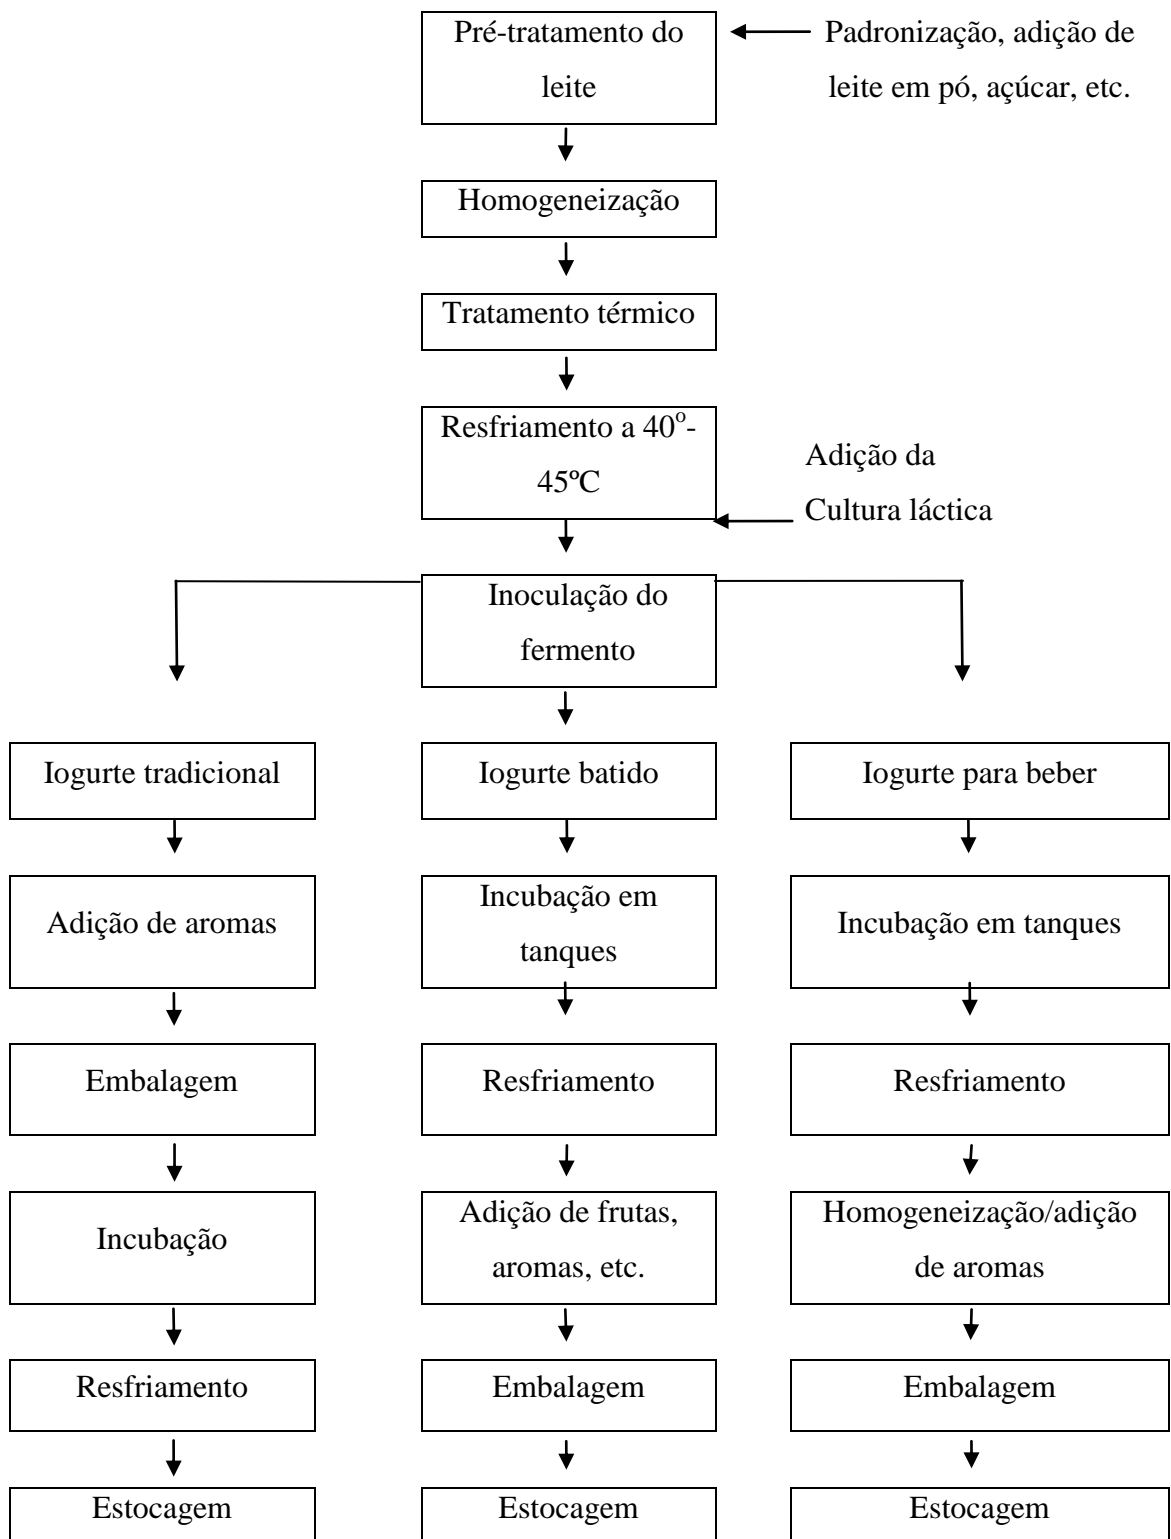 Pré-tratamento do
leite
Padronização, adição de
leite em pó, açúcar, etc.
Homogeneização
Tratamento térmico
Resfriamento a 40º-
45ºC
Adição da
Cultura láctica
Inoculação do
fermento
Iogurte tradicional
Adição de aromas
Embalagem
Incubação
Resfriamento
Estocagem
Iogurte batido
Incubação em
tanques
Resfriamento
Adição de frutas,
aromas, etc.
Embalagem
Estocagem
Iogurte para beber
Incubação em tanques
Resfriamento
Homogeneização/adição
de aromas
Embalagem
Estocagem